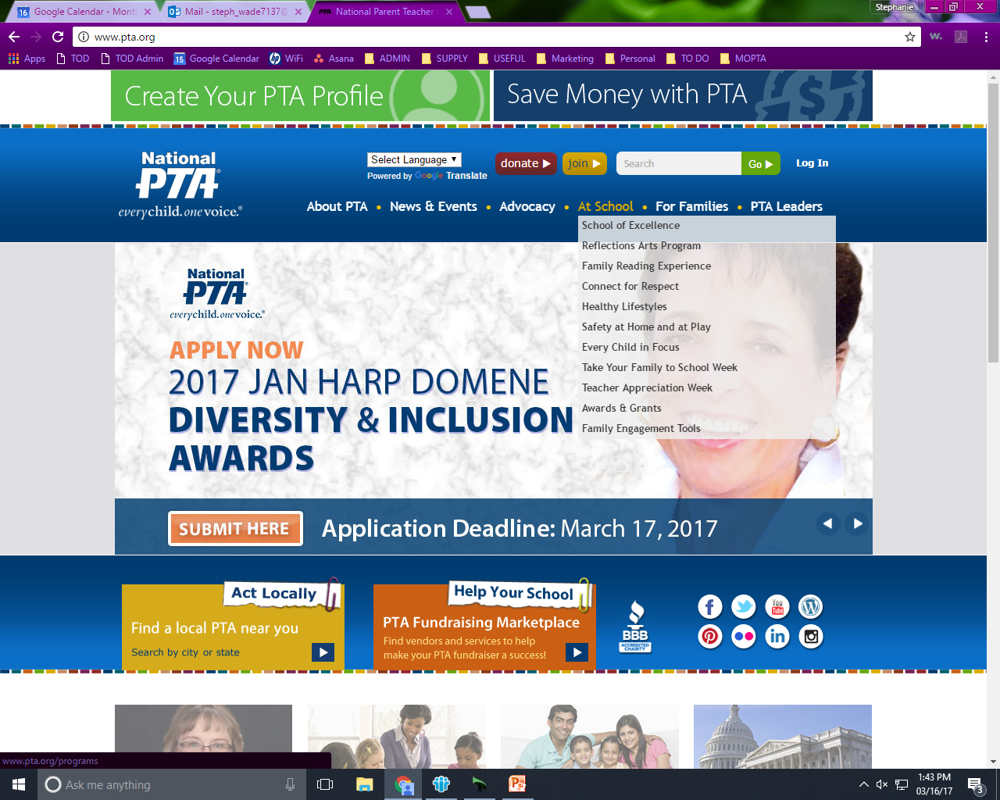 Stephanie
Google Calendar - Mont
Mail - steph_wade7137@
National Parent Teacher
www.pta.org
Apps
TOD
TOD Admin
Google Calendar
WiFi
Asana
ADMIN
SUPPLY
USEFUL
Marketing
Personal
TO DO
MOPTA
Create Your PTA Profile
Save Money with PTA
National
PTA®
everychild.onevoice.®
Select Language
Powered by Google Translate
donate
join
Search
Go
Log In
About PTA • News & Events • Advocacy • At School • For Families • PTA Leaders
School of Excellence
Reflections Arts Program
Family Reading Experience
Connect for Respect
Healthy Lifestyles
Safety at Home and at Play
Every Child in Focus
Take Your Family to School Week
Teacher Appreciation Week
Awards & Grants
Family Engagement Tools
National
PTA®
everychild.onevoice.®
APPLY NOW
2017 JAN HARP DOMENE
DIVERSITY & INCLUSION
AWARDS
SUBMIT HERE
Application Deadline: March 17, 2017
Act Locally
Find a local PTA near you
Search by city or state
Help Your School
PTA Fundraising Marketplace
Find vendors and services to help
make your PTA fundraiser a success!
BBB
ACCREDITED
CHARITY
You
Tube
www.pta.org/programs
Ask me anything
1:43 PM
03/16/17
3